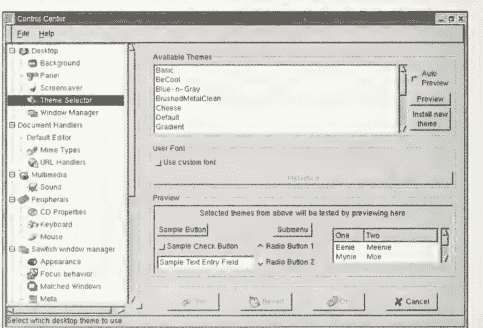 Control Center
File Help
Desktop
Background
Panel
Screensaver
Theme Selector
Window Manager
Document Handlers
Default Editor
Mime Types
URL Handlers
Multimedia
Sound
Peripherals
CD Properties
Keyboard
Mouse
Sawfish window manager
Appearance
Focus behavior
Matched Windows
Meta
Available Themes
Basic
BeCool
Blue-n-Gray
BrushedMetalClean
Cheese
Default
Gradient
Auto
Preview
Preview
Install new
theme...
User Font
Use custom font.
Helvetica
Preview
Selected themes from above will be tested by previewing here
Sample Button
Submenu
Sample Check Button
Radio Button 1
Sample Text Entry Field
Radio Button 2
One Two
Eenie Meenie
Mynie Moe
Try
Revert
OK
Cancel
Select which desktop theme to use